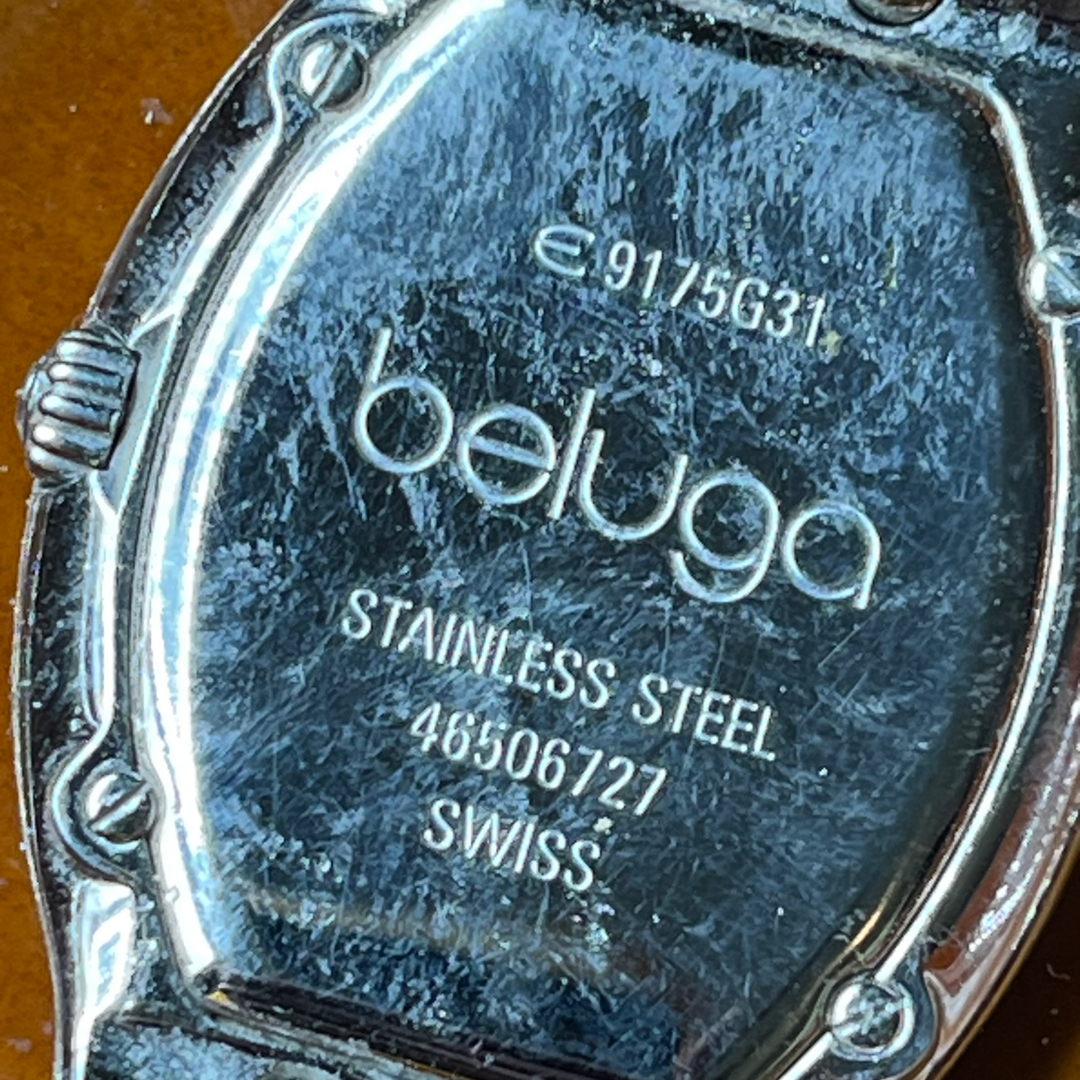 E9175G31
beluga
STAINLESS STEEL
46506727
SWISS